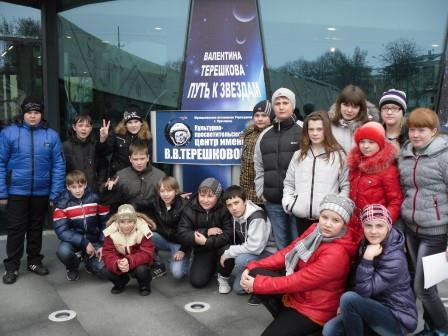 ВАЛЕНТИНА
ТЕРЕШКОВА
ПУТЬ К ЗВЕЗДАМ
Культурно-
просветительский
центр имени
В.В.ТЕРЕШКОВОЙ